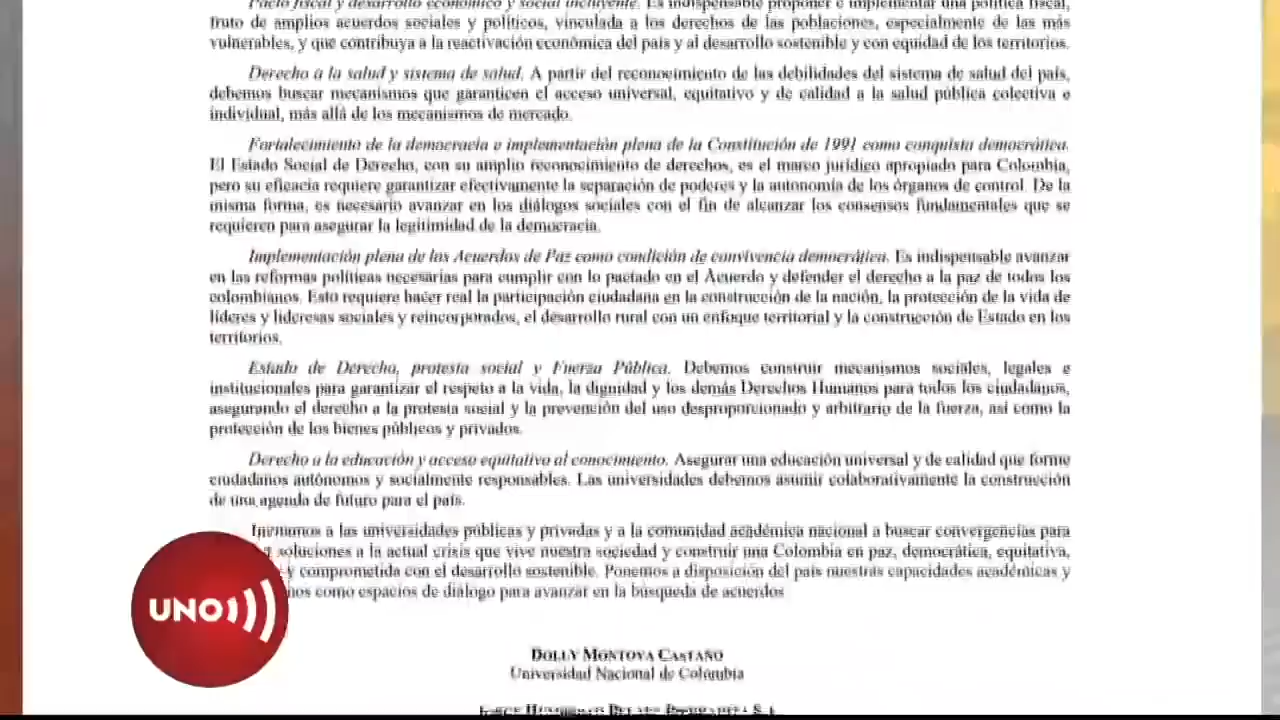 Pacto fiscal y desarrollo económico y social incluyente. Es indispensable proponer e implementar una política fiscal,
fruto de amplios acuerdos sociales y políticos, vinculada a los derechos de las poblaciones, especialmente de las más
vulnerables, y que contribuya a la reactivación económica del país y al desarrollo sostenible y con equidad de los territorios.
Derecho a la salud y sistema de salud. A partir del reconocimiento de las debilidades del sistema de salud del país,
debemos buscar mecanismos que garanticen el acceso universal, equitativo y de calidad a la salud pública colectiva e
individual, más allá de los mecanismos de mercado.
Fortalecimiento de la democracia e implementación plena de la Constitución de 1991 como conquista democrática.
El Estado Social de Derecho, con su amplio reconocimiento de derechos, es el marco jurídico apropiado para Colombia,
pero su eficacia requiere garantizar efectivamente la separación de poderes y la autonomía de los órganos de control. De la
misma forma, es necesario avanzar en los diálogos sociales con el fin de alcanzar los consensos fundamentales que se
requieren para asegurar la legitimidad de la democracia.
Implementación plena de los Acuerdos de Paz como condición de convivencia democrática. Es indispensable avanzar
en las reformas políticas necesarias para cumplir con lo pactado en el Acuerdo y defender el derecho a la paz de todos los
colombianos. Esto requiere hacer real la participación ciudadana en la construcción de la nación, la protección de la vida de
líderes y lideresas sociales y reincorporados, el desarrollo rural con un enfoque territorial y la construcción de Estado en los
territorios.
Estado de Derecho, protesta social y Fuerza Pública. Debemos construir mecanismos sociales, legales e
institucionales para garantizar el respeto a la vida, la dignidad y los demás Derechos Humanos para todos los ciudadanos,
asegurando el derecho a la protesta social y la prevención del uso desproporcionado y arbitrario de la fuerza, así como la
protección de los bienes públicos y privados.
Derecho a la educación y acceso equitativo al conocimiento. Asegurar una educación universal y de calidad que forme
ciudadanos autónomos y socialmente responsables. Las universidades debemos asumir colaborativamente la construcción
de una agenda de futuro para el país.
Invitamos a las universidades públicas y privadas y a la comunidad académica nacional a buscar convergencias para
soluciones a la actual crisis que vive nuestra sociedad y construir una Colombia en paz, democrática, equitativa,
y comprometida con el desarrollo sostenible. Ponemos a disposición del país nuestras capacidades académicas y
como espacios de diálogo para avanzar en la búsqueda de acuerdos
UNO
DOLLY MONTOYA CASTAÑO
Universidad Nacional de Colombia